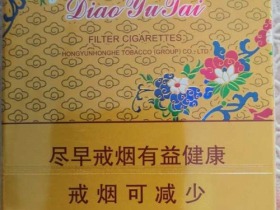 Diao Yu Tai
FILTER CIGARETTES
HONGYUNHONGHE TOBACCO (GROUP) CO., LTD.
尽早戒烟有益健康
戒烟可减少